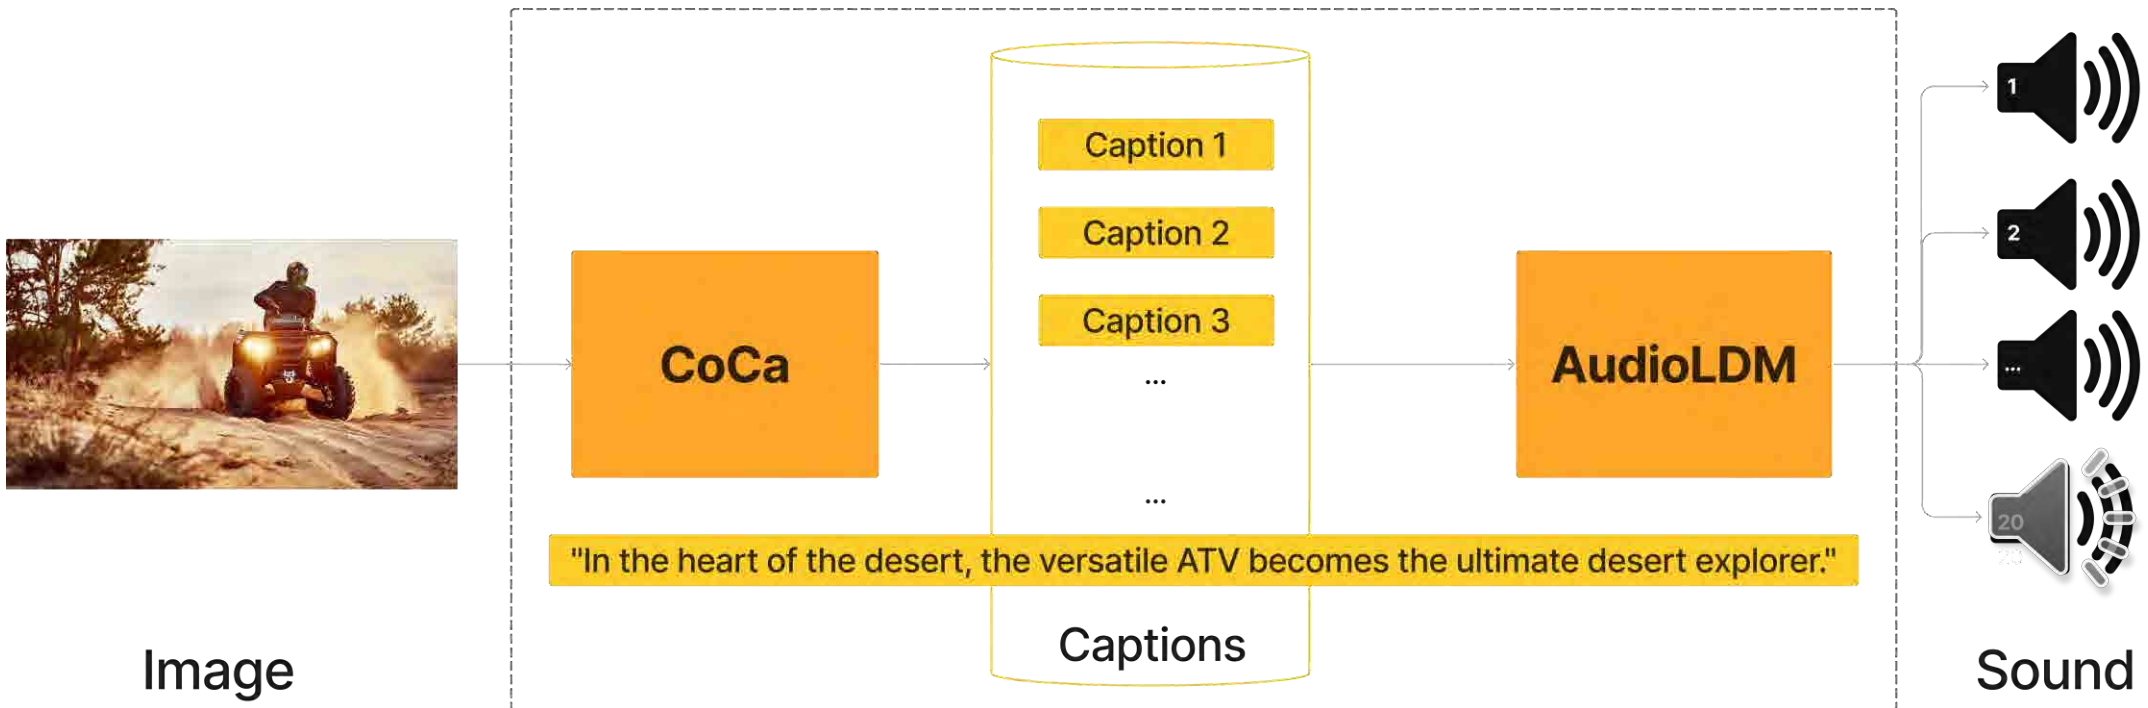 Caption 1
Caption 2
Caption 3
...
...
CoCa
AudioLDM
"In the heart of the desert, the versatile ATV becomes the ultimate desert explorer."
Captions
Image
Sound
1
2
...
20